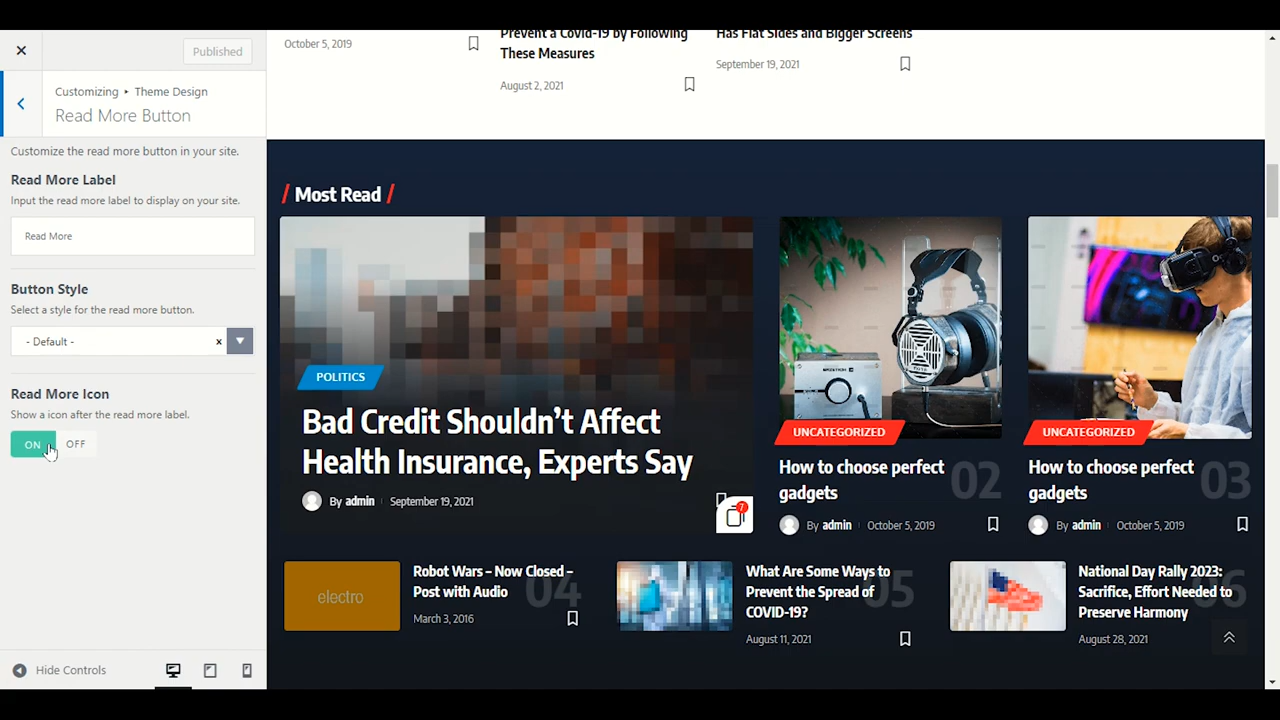 Published
Customizing ▸ Theme Design
Read More Button
Customize the read more button in your site.
Read More Label
Input the read more label to display on your site.
Read More
Button Style
Select a style for the read more button.
- Default -
x
Read More Icon
Show a icon after the read more label.
ON OFF
Hide Controls
October 5, 2019
Prevent a Covid-19 by Following
These Measures
August 2, 2021
Has Flat Sides and Bigger Screens
September 19, 2021
/ Most Read /
POLITICS
Bad Credit Shouldn’t Affect
Health Insurance, Experts Say
By admin September 19, 2021
7
UNCATEGORIZED
How to choose perfect
gadgets
02
By admin October 5, 2019
UNCATEGORIZED
How to choose perfect
gadgets
03
By admin October 5, 2019
electro
Robot Wars – Now Closed –
Post with Audio
04
March 3, 2016
What Are Some Ways to
Prevent the Spread of
COVID-19?
05
August 11, 2021
National Day Rally 2023:
Sacrifice, Effort Needed to
Preserve Harmony
06
August 28, 2021